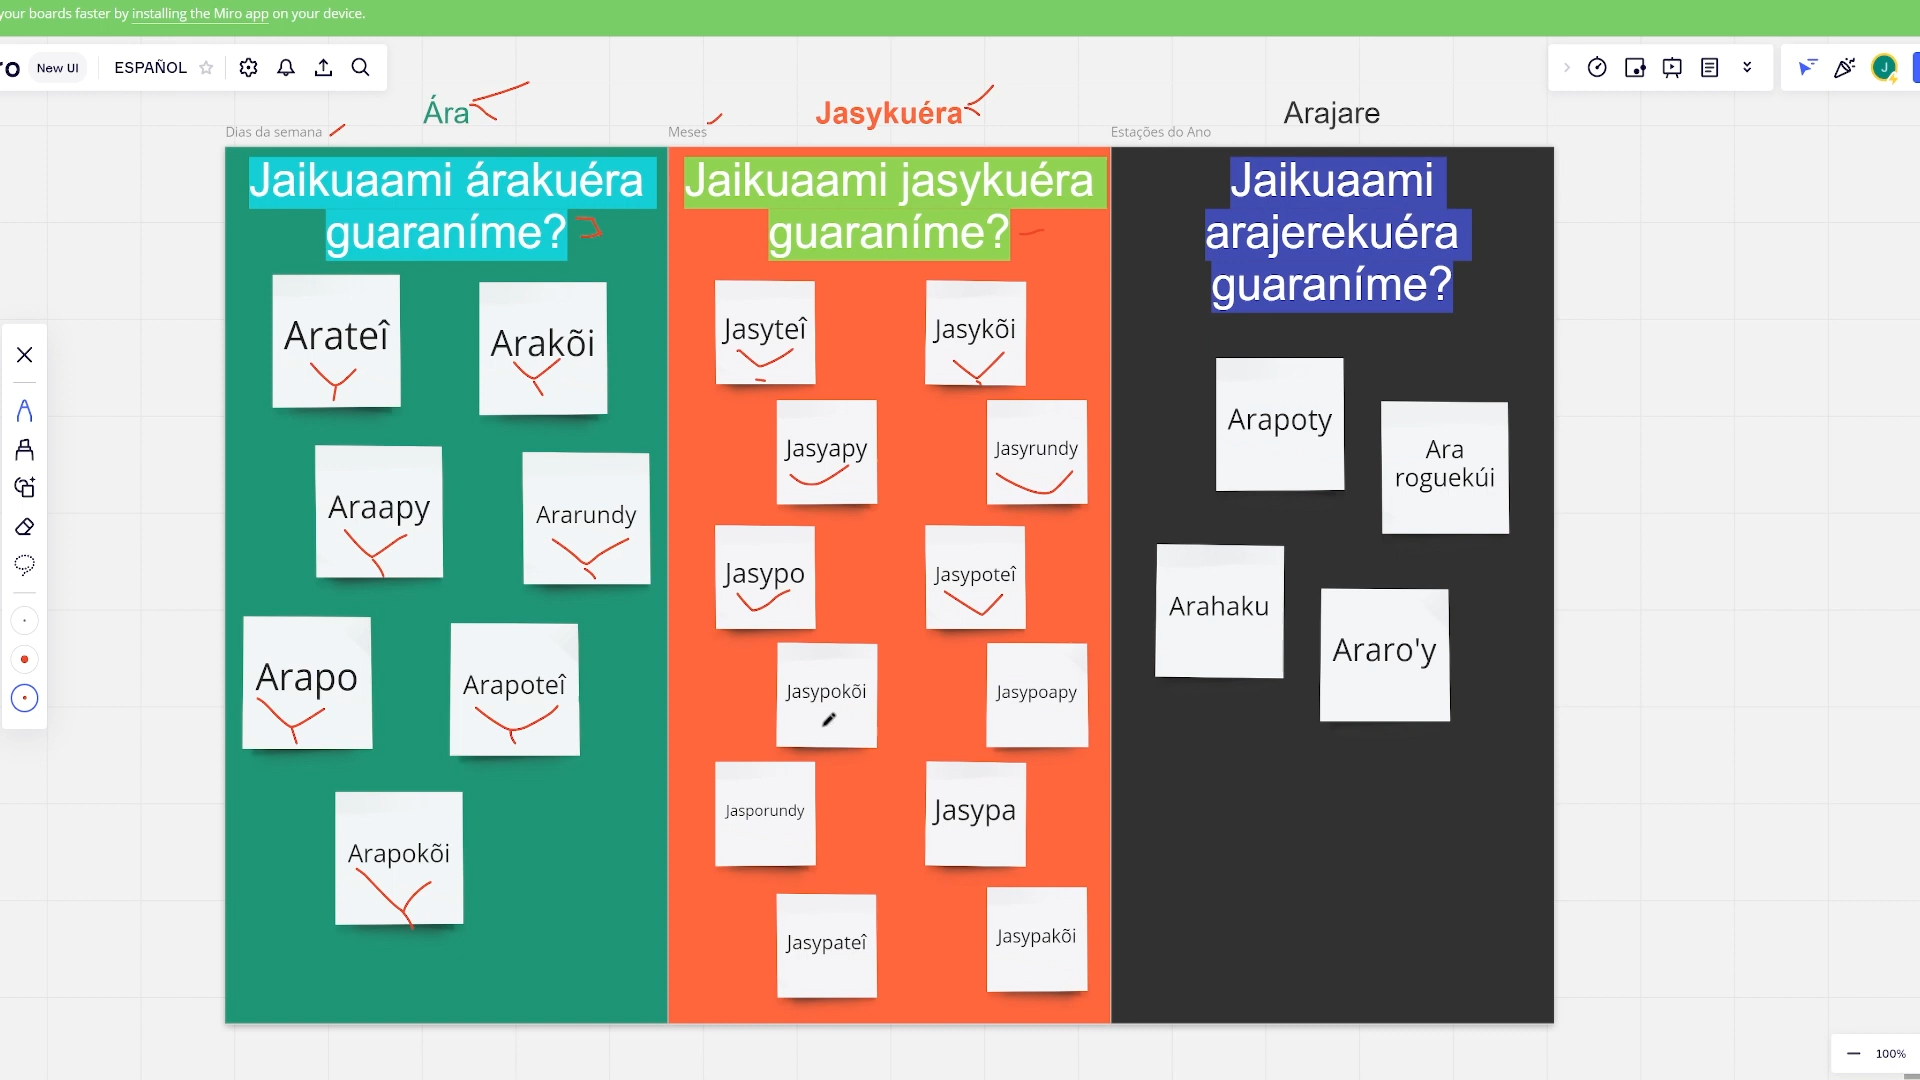 your boards faster by installing the Miro app on your device.
ro New UI ESPAÑOL
J
Ára
Dias da semana
Jaikuaami árakuéra
guaraníme?
Arateî
Arakõi
Araapy
Ararundy
Arapo
Arapoteî
Arapokõi
Jasykuéra
Meses
Jaikuaami jasykuéra
guaraníme?
Jasyteî
Jasykõi
Jasyapy
Jasyrundy
Jasypo
Jasypoteî
Jasypokõi
Jasypoapy
Jasporundy
Jasypa
Jasypateî
Jasypakõi
Arajare
Estações do Ano
Jaikuaami
arajerekuéra
guaraníme?
Arapoty
Ara
roguekúi
Arahaku
Araro'y
100%